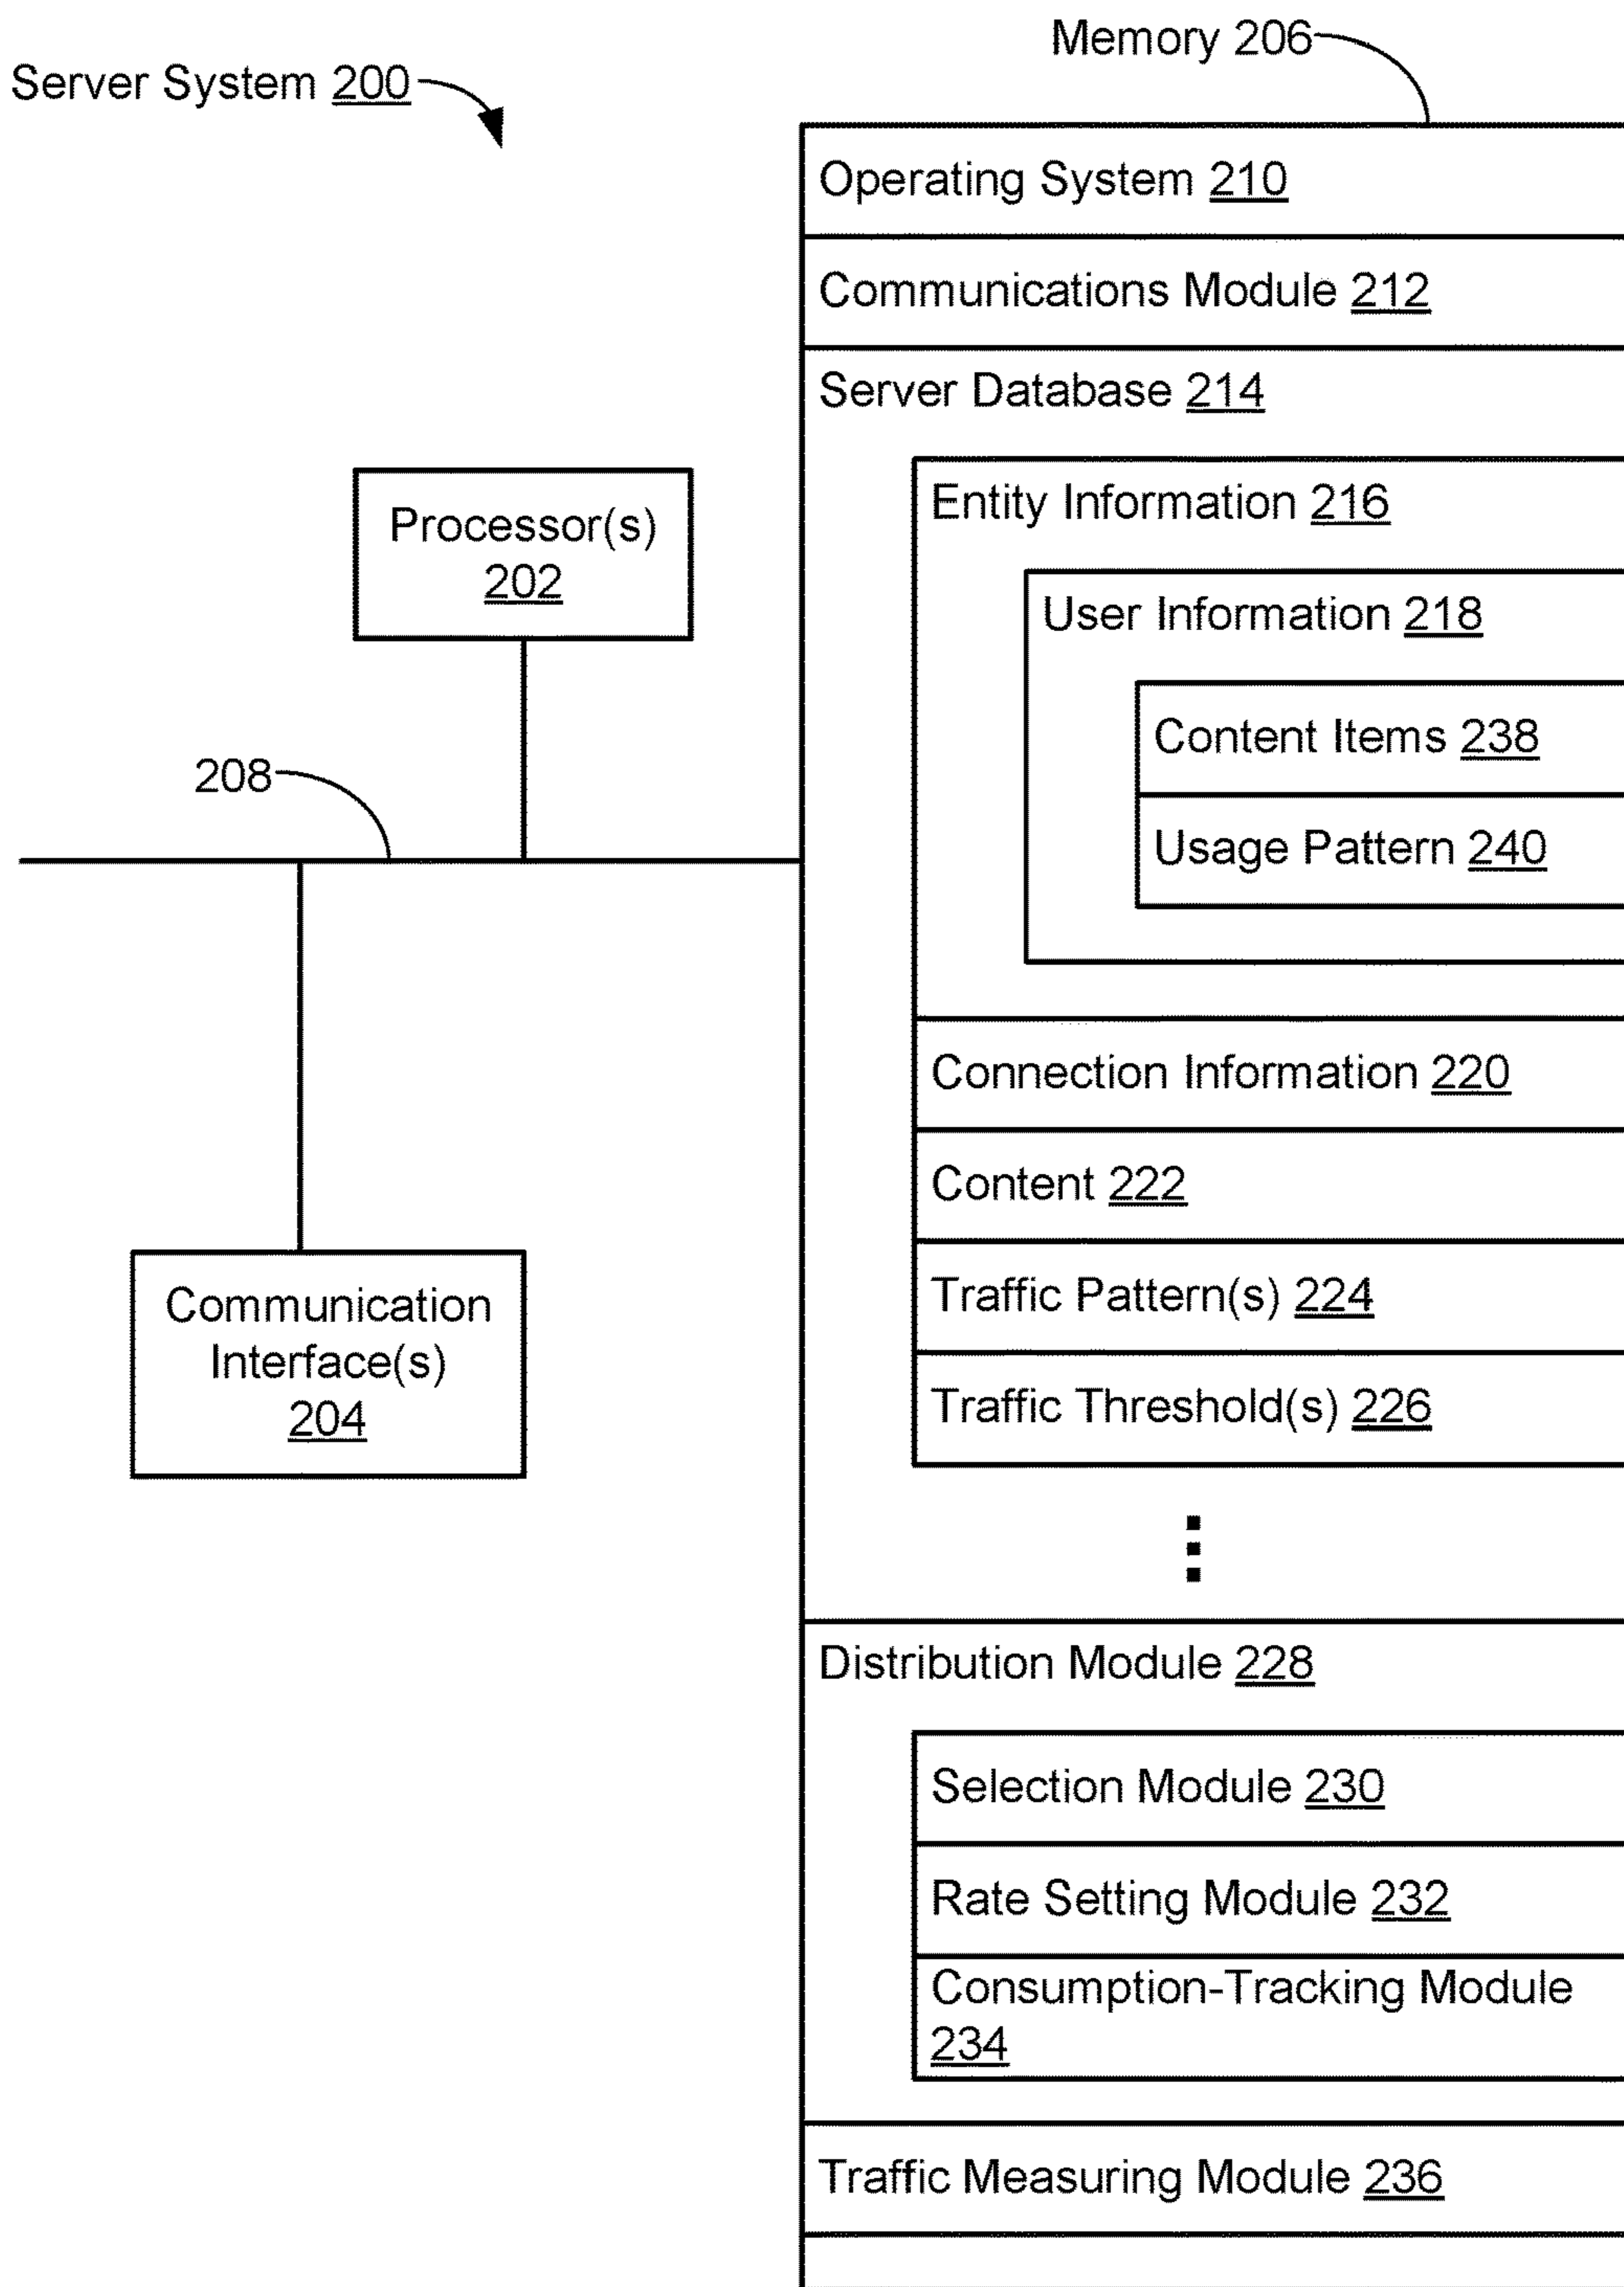 Memory 206
Server System 200
Operating System 210
Communications Module 212
Server Database 214
Entity Information 216
Processor(s)
202
User Information 218
Content Items 238
208
Usage Pattern 240
Connection Information 220
Content 222
Communication
Interface(s)
204
Traffic Pattern(s) 224
Traffic Threshold(s) 226
Distribution Module 228
Selection Module 230
Rate Setting Module 232
Consumption-Tracking Module
234
Traffic Measuring Module 236